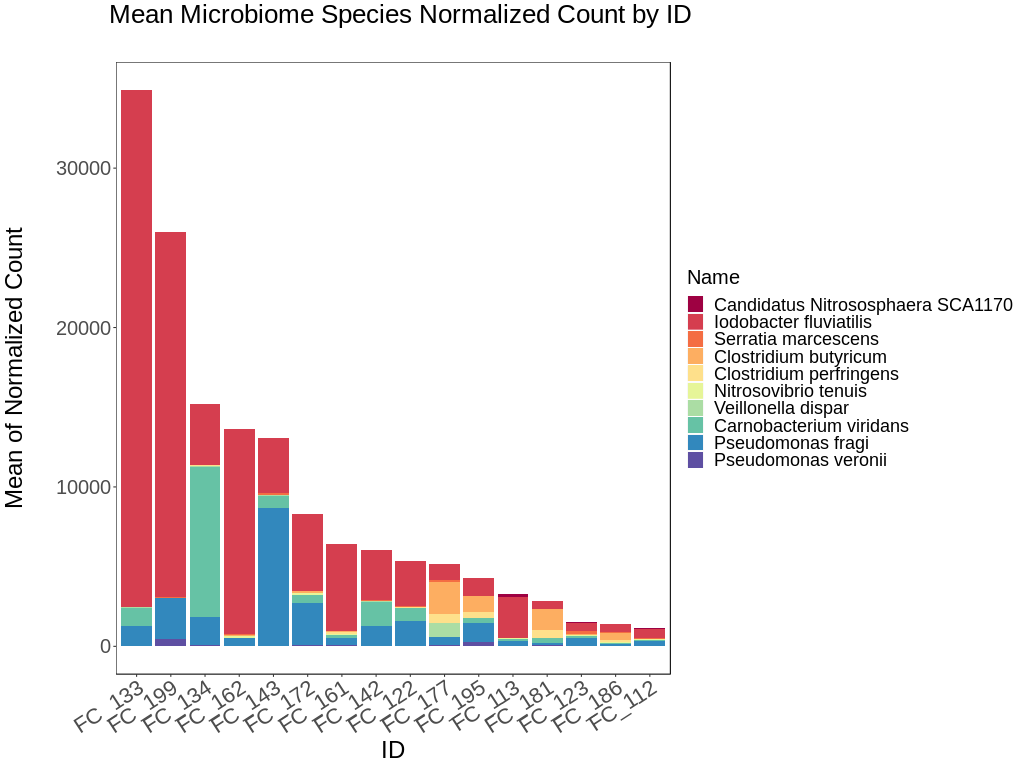 Mean Microbiome Species Normalized Count by ID
Mean of Normalized Count
30000
20000
10000
0
FC_133
FC_199
FC_134
FC_162
FC_143
FC_172
FC_161
FC_142
FC_122
FC_177
FC_195
FC_113
FC_181
FC_123
FC_186
FC_112
ID
Name
Candidatus Nitrososphaera SCA1170
Iodobacter fluviatilis
Serratia marcescens
Clostridium butyricum
Clostridium perfringens
Nitrosovibrio tenuis
Veillonella dispar
Carnobacterium viridans
Pseudomonas fragi
Pseudomonas veronii